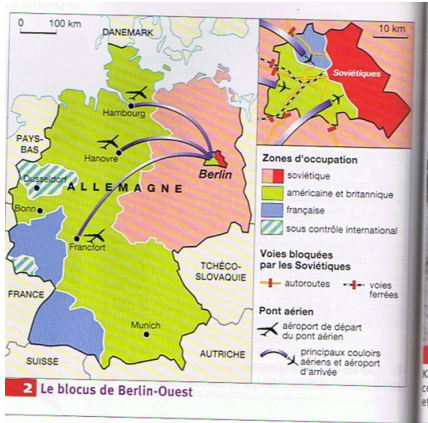 0 100 km
DANEMARK
Hambourg
PAYS-
BAS
Hanovre
Düsseldorf
ALLEMAGNE
Berlin
Bonn
Francfort
FRANCE
TCHÉCO-
SLOVAQUIE
Munich
SUISSE
AUTRICHE
10 km
Soviétiques
Zones d'occupation
soviétique
américaine et britannique
française
sous contrôle international
Voies bloquées
par les Soviétiques
autoroutes
voies
ferrées
Pont aérien
aéroport de départ
du pont aérien
principaux couloirs
aériens et aéroport
d'arrivée
2 Le blocus de Berlin-Ouest
K